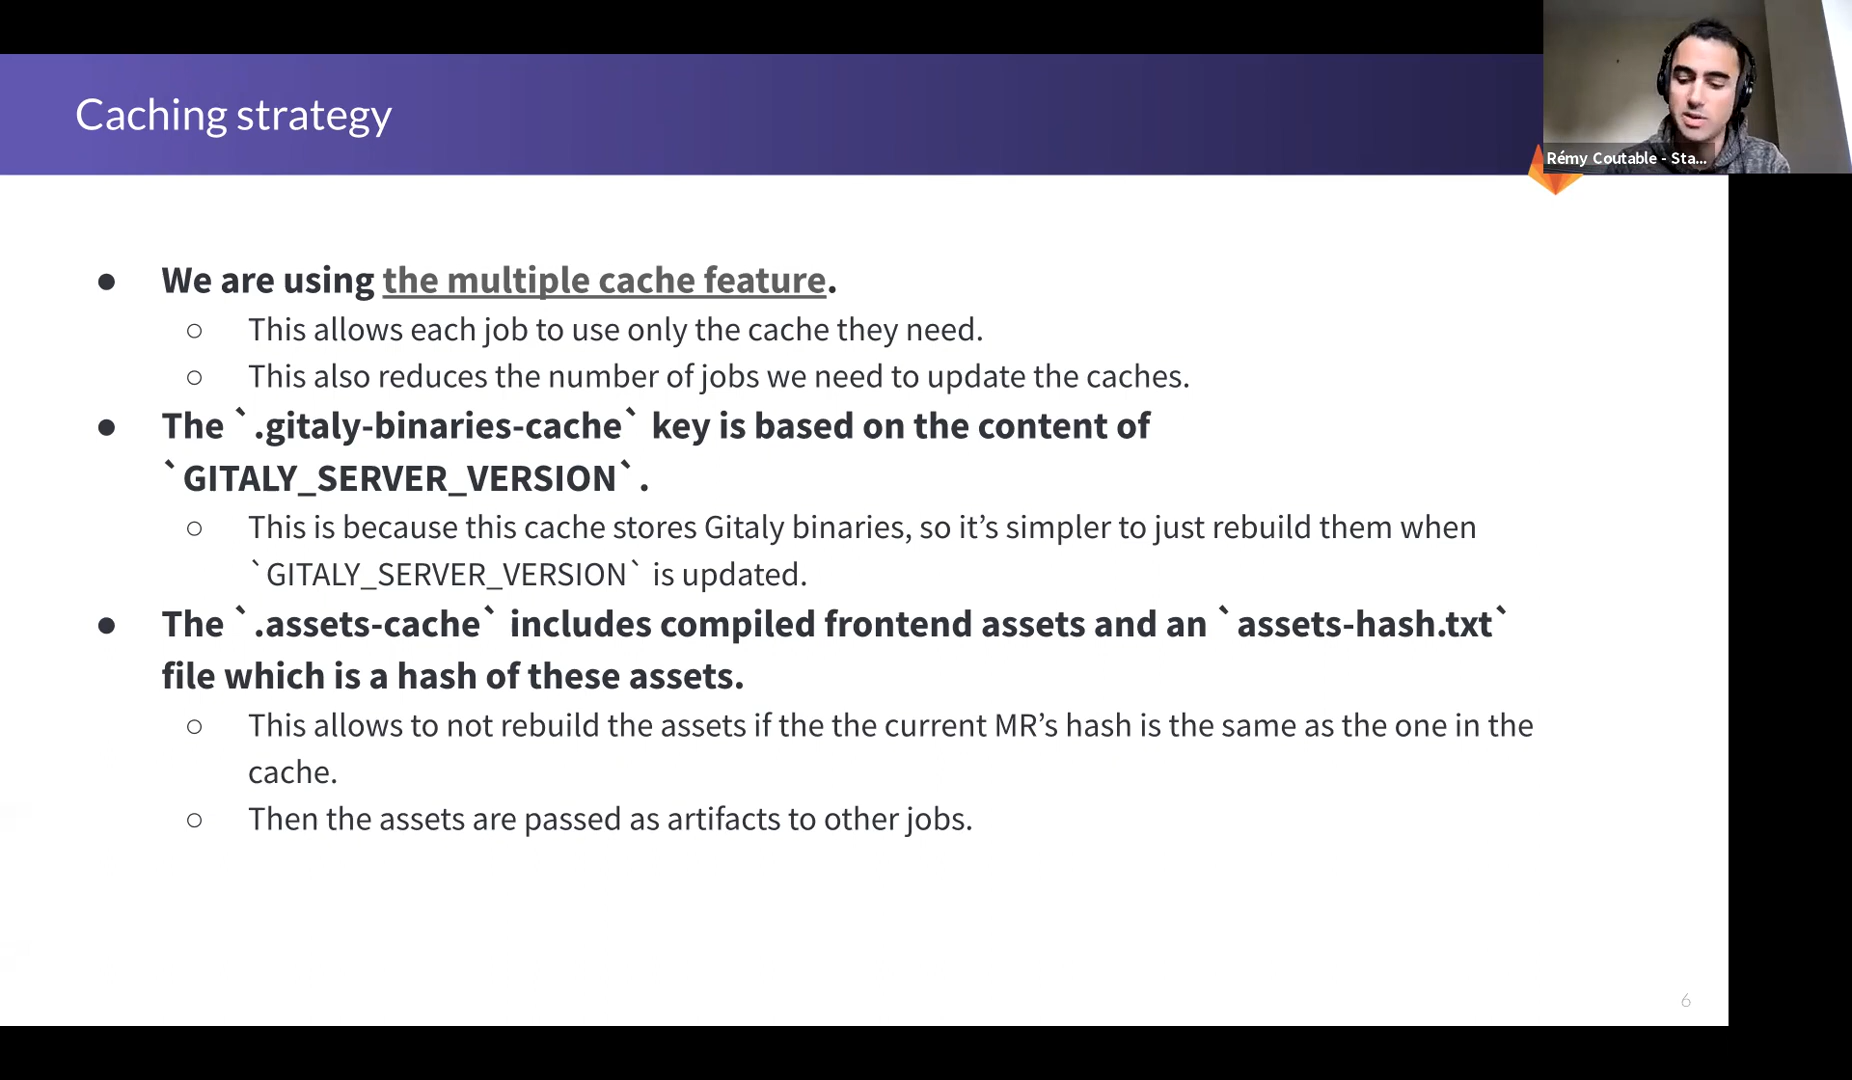 Caching strategy
Rémy Coutable - Sta...
● We are using the multiple cache feature.
○ This allows each job to use only the cache they need.
○ This also reduces the number of jobs we need to update the caches.
● The `.gitaly-binaries-cache` key is based on the content of
`GITALY_SERVER_VERSION`.
○ This is because this cache stores Gitaly binaries, so it’s simpler to just rebuild them when
`GITALY_SERVER_VERSION` is updated.
● The `.assets-cache` includes compiled frontend assets and an `assets-hash.txt`
file which is a hash of these assets.
○ This allows to not rebuild the assets if the the current MR’s hash is the same as the one in the
cache.
○ Then the assets are passed as artifacts to other jobs.
6